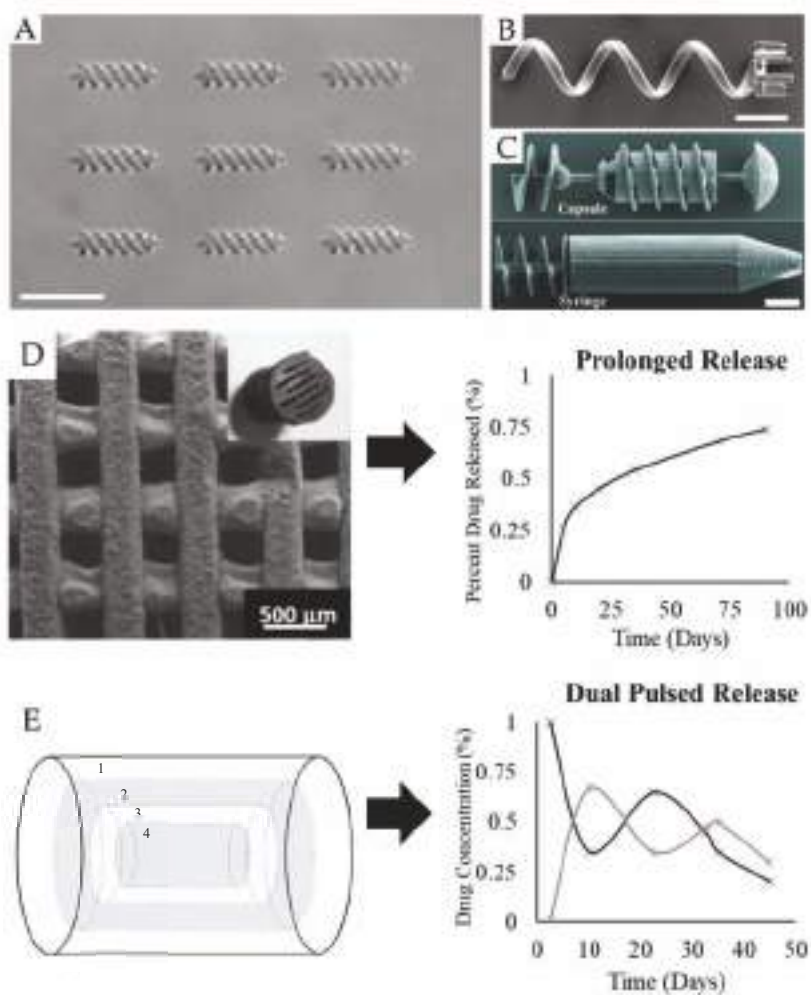 A
B
C
Capsule
Syringe
D
500 µm
Prolonged Release
Percent Drug Released (%)
1
0.75
0.5
0.25
0
0
25
50
75
100
Time (Days)
E
1
2
3
4
Dual Pulsed Release
Drug Concentration (%)
1
0.75
0.5
0.25
0
0
10
20
30
40
50
Time (Days)